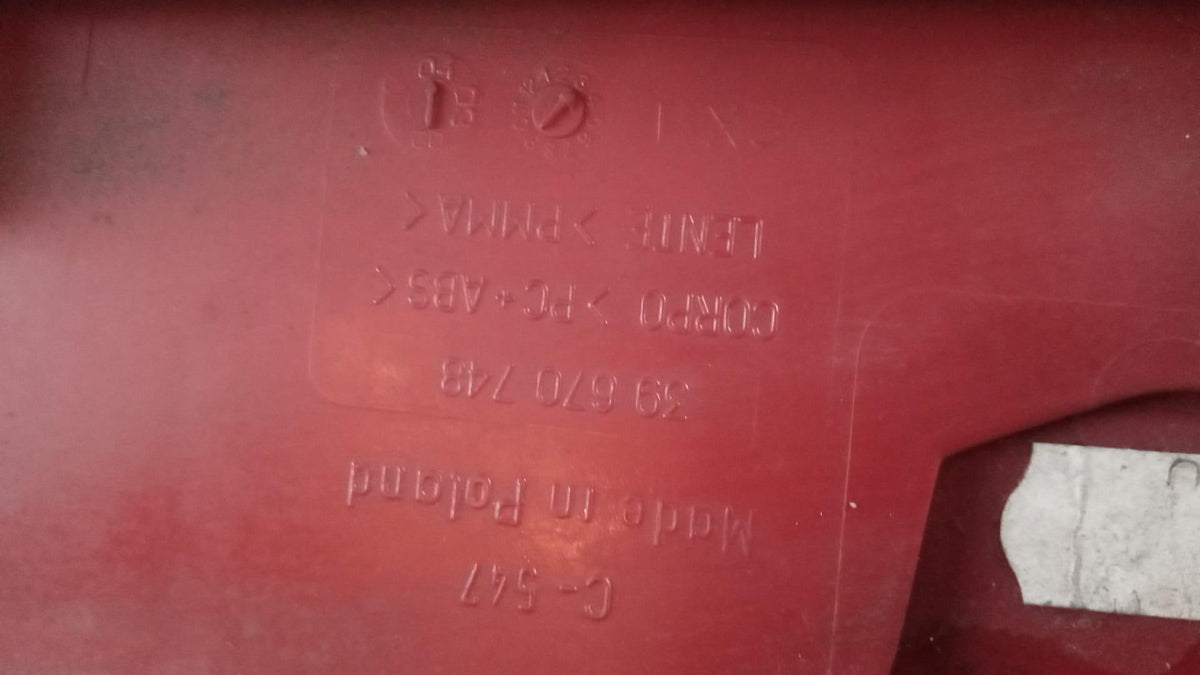 C-547
Made in Poland
39 670 748
CORPO >PC+ABS<
LENTE >PMMA<